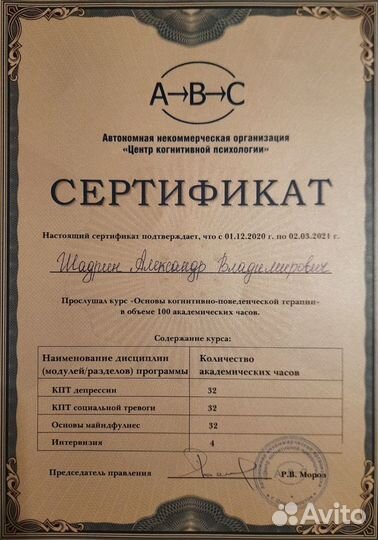 A→B→C
Автономная некоммерческая организация
«Центр когнитивной психологии»
СЕРТИФИКАТ
Настоящий сертификат подтверждает, что с 01.12.2020 г. по 02.03.2021 г.
Шадрин Александр Владимирович
Прослушал курс «Основы когнитивно-поведенческой терапии»
в объеме 100 академических часов.
Содержание курса:
Наименование дисциплин Количество
(модулей/разделов) программы академических часов
КПТ депрессии 32
КПТ социальной тревоги 32
Основы майндфулнес 32
Интервизия 4
Председатель правления Р.В. Мороз
Avito